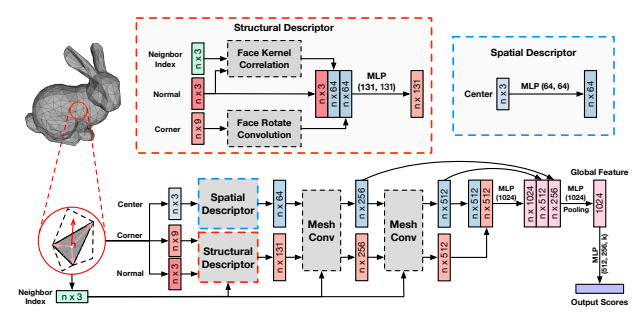 Structural Descriptor
Neighbor
Index
n x 3
Face Kernel
Correlation
Normal
n x 3
Corner
n x 9
Face Rotate
Convolution
n x 3
n x 64
n x 64
MLP
(131, 131)
n x 131
Spatial Descriptor
Center
n x 3
MLP (64, 64)
n x 64
Center
n x 3
Spatial
Descriptor
n x 64
Corner
n x 9
Structural
Descriptor
n x 131
Normal
n x 3
Neighbor
Index
n x 3
Mesh
Conv
n x 256
n x 256
Mesh
Conv
n x 512
n x 512
n x 512
n x 512
MLP
(1024)
n x 1024
n x 512
n x 256
MLP
(1024)
Pooling
Global Feature
1024
MLP
(512, 256, k)
Output Scores